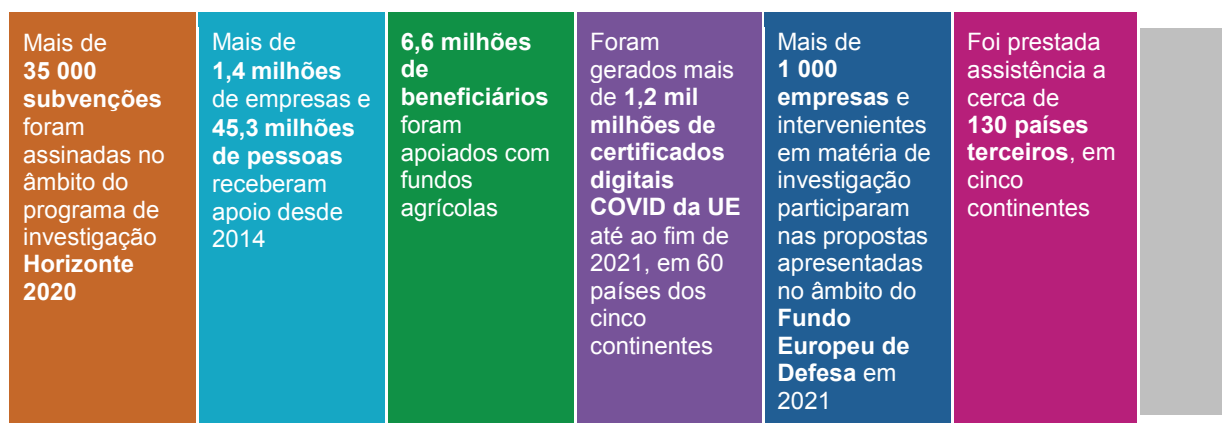 Mais de
35 000
subvenções
foram
assinadas no
âmbito do
programa de
investigação
Horizonte
2020
Mais de
1,4 milhões
de empresas e
45,3 milhões
de pessoas
receberam
apoio desde
2014
6,6 milhões
de
beneficiários
foram
apoiados com
fundos
agrícolas
Foram
gerados mais
de 1,2 mil
milhões de
certificados
digitais
COVID da UE
até ao fim de
2021, em 60
países dos
cinco
continentes
Mais de
1 000
empresas e
intervenientes
em matéria de
investigação
participaram
nas propostas
apresentadas
no âmbito do
Fundo
Europeu de
Defesa em
2021
Foi prestada
assistência a
cerca de
130 países
terceiros, em
cinco
continentes